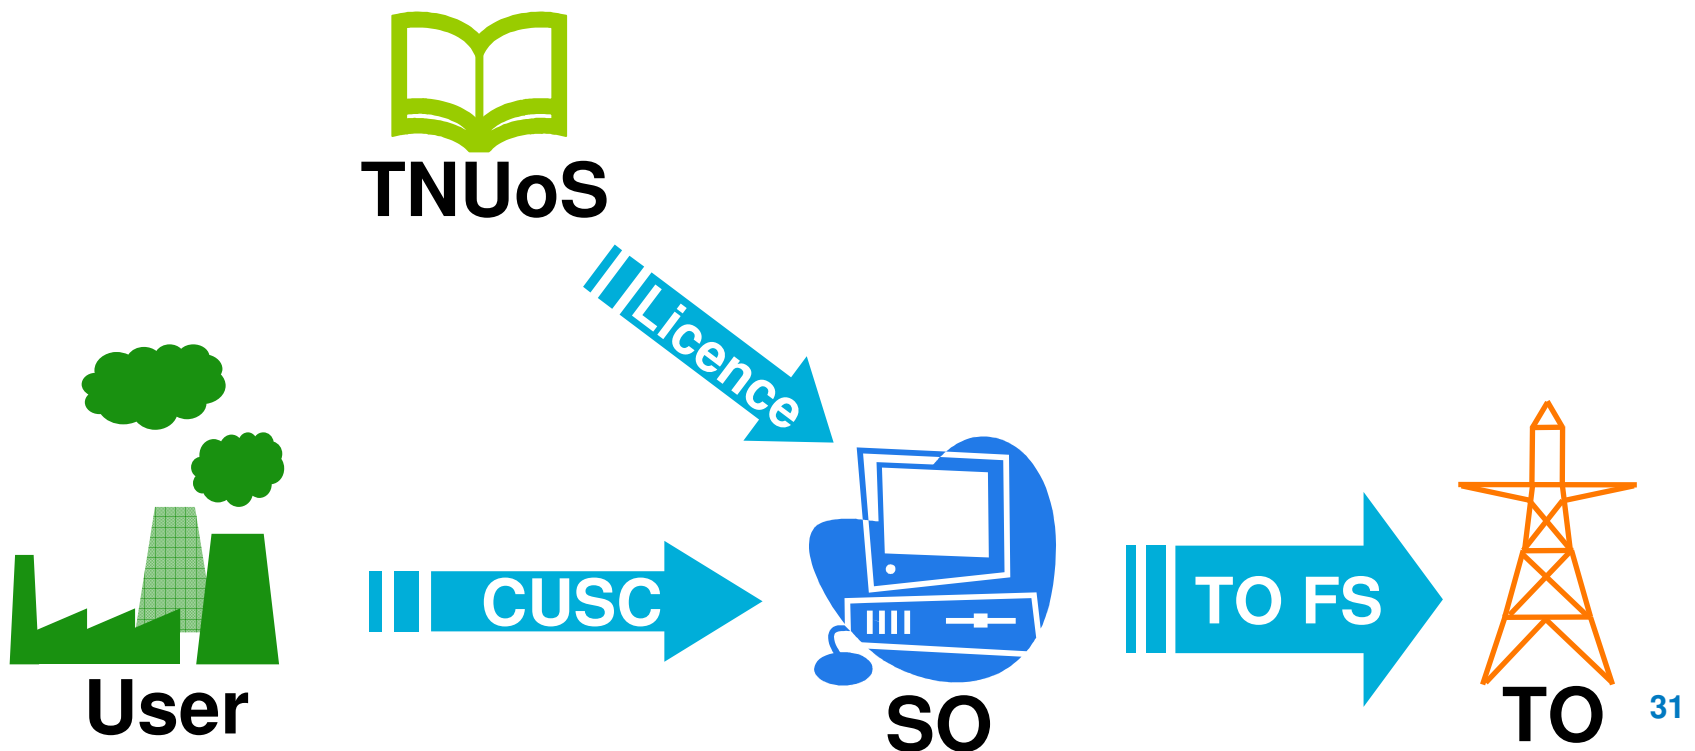 TNUoS
Licence
CUSC
TO FS
User
SO
TO
31